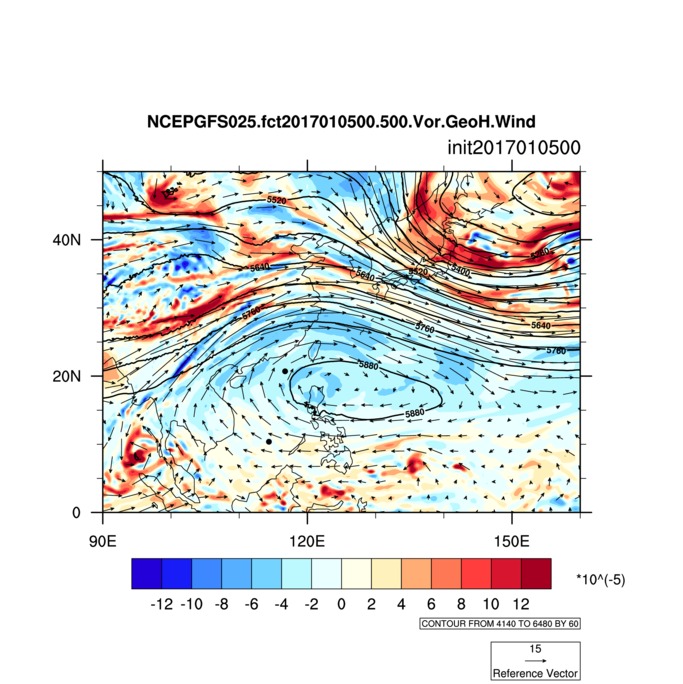 NCEPGFS025.fct2017010500.500.Vor.GeoH.Wind
init2017010500
5520
40N
5400
5640
5640
5520
5760
5640
5760
5760
20N
5880
5880
0
90E 120E 150E
-12 -10 -8 -6 -4 -2 0 2 4 6 8 10 12
*10^(-5)
CONTOUR FROM 4140 TO 6480 BY 60
15
Reference Vector